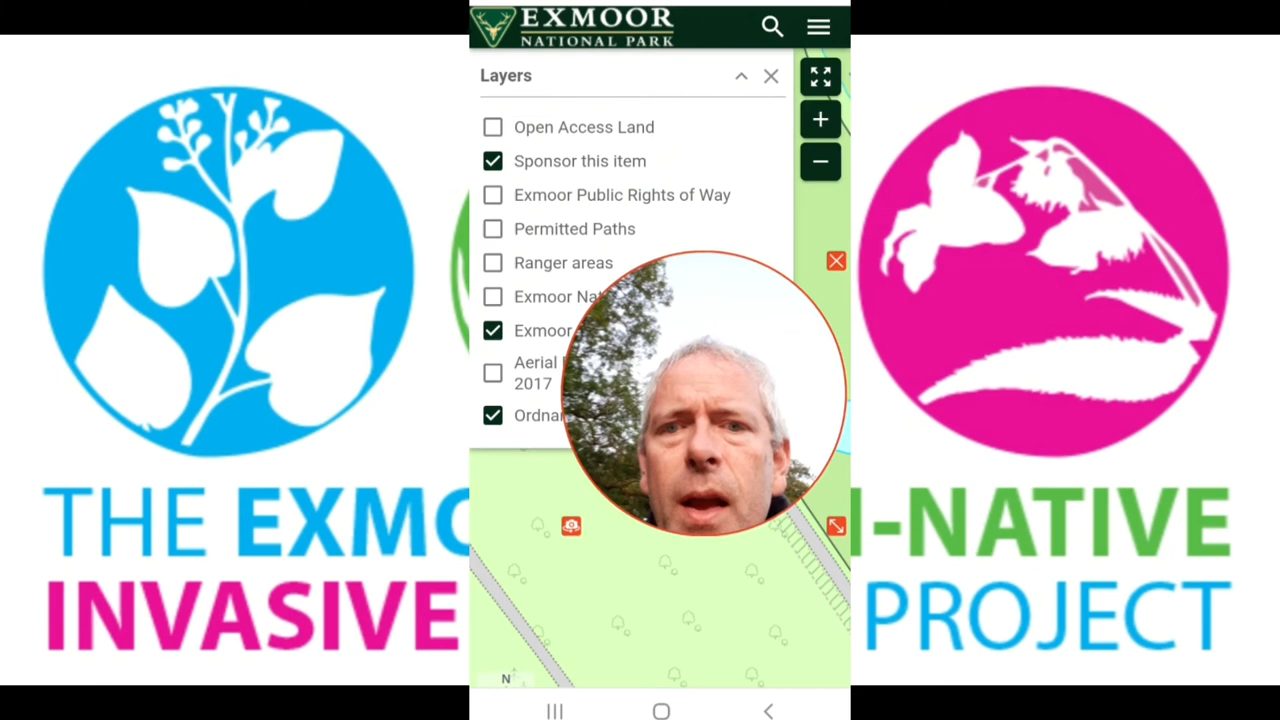 EXMOOR
NATIONAL PARK
Layers
Open Access Land
Sponsor this item
Exmoor Public Rights of Way
Permitted Paths
Ranger areas
Exmoor
Exmoor
Aerial
2017
N
THE EXMO
INVASIVE
-NATIVE
PROJECT